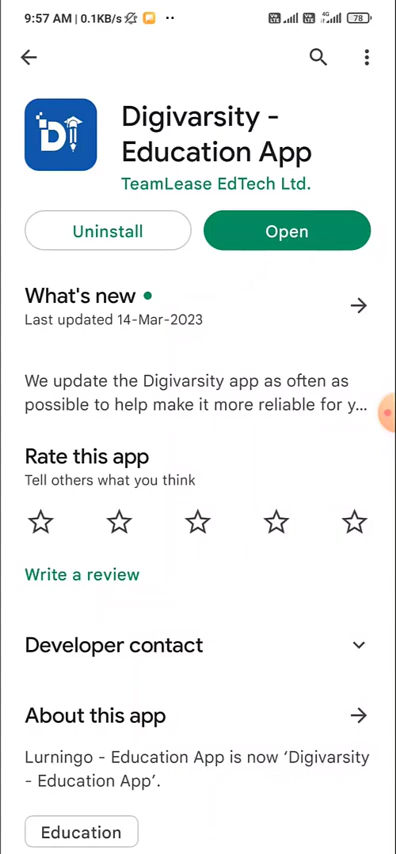 9:57 AM | 0.1KB/s
4G
78
Digivarsity -
Education App
TeamLease EdTech Ltd.
Uninstall
Open
What's new
Last updated 14-Mar-2023
We update the Digivarsity app as often as
possible to help make it more reliable for y...
Rate this app
Tell others what you think
Write a review
Developer contact
About this app
Lurningo - Education App is now ‘Digivarsity
- Education App’.
Education